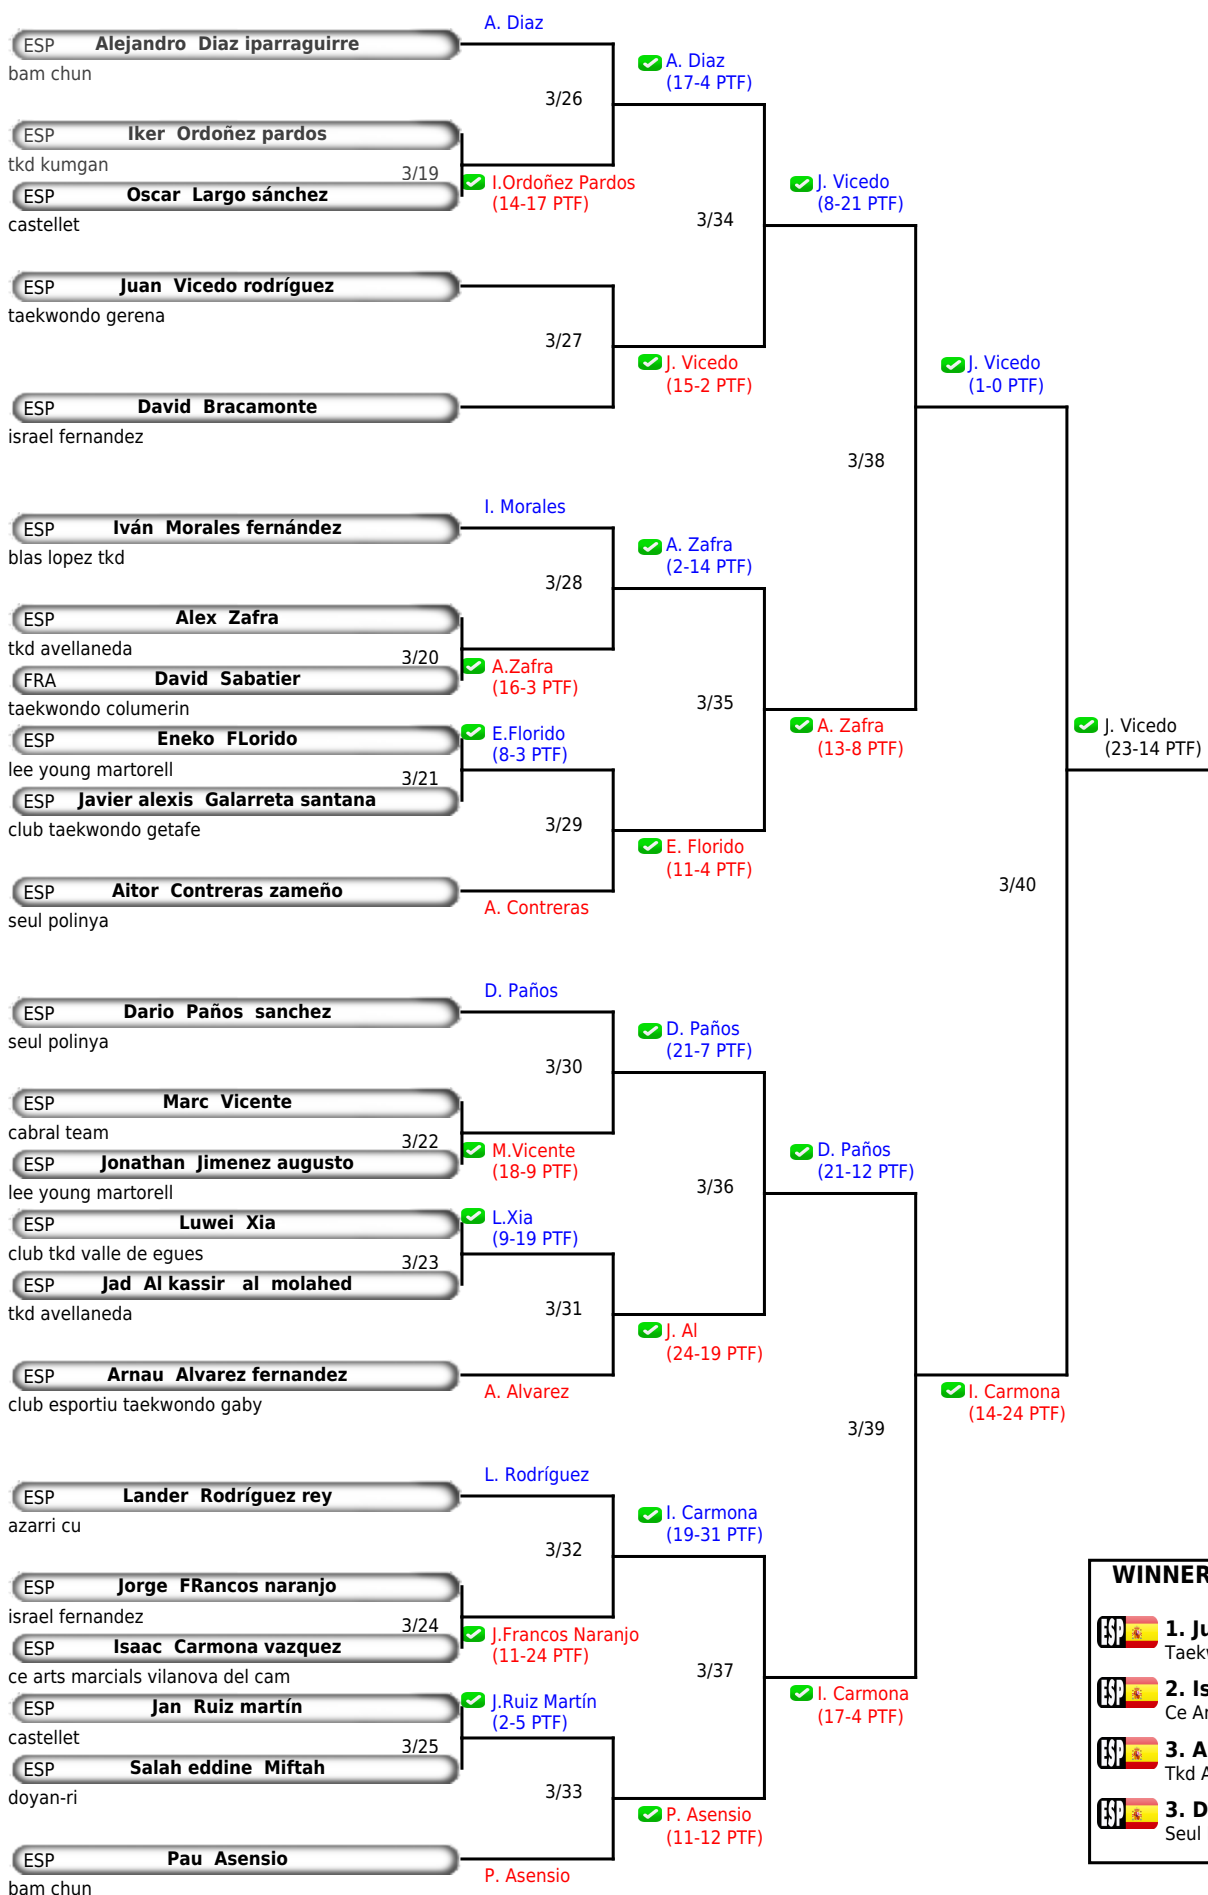 A. Diaz
ESP Alejandro Diaz iparraguirre
bam chun
A. Diaz
(17-4 PTF)
3/26
ESP Iker Ordoñez pardos
tkd kumgan
3/19
I.Ordoñez Pardos
(14-17 PTF)
ESP Oscar Largo sánchez
castellet
J. Vicedo
(8-21 PTF)
3/34
ESP Juan Vicedo rodríguez
taekwondo gerena
3/27
J. Vicedo
(15-2 PTF)
J. Vicedo
(1-0 PTF)
ESP David Bracamonte
israel fernandez
3/38
I. Morales
ESP Iván Morales fernández
blas lopez tkd
A. Zafra
(2-14 PTF)
3/28
ESP Alex Zafra
tkd avellaneda
3/20
A.Zafra
(16-3 PTF)
FRA David Sabatier
taekwondo columerin
3/35
E.Florido
(8-3 PTF)
ESP Eneko FLorido
lee young martorell
3/21
A. Zafra
(13-8 PTF)
J. Vicedo
(23-14 PTF)
ESP Javier alexis Galarreta santana
club taekwondo getafe
3/29
E. Florido
(11-4 PTF)
ESP Aitor Contreras zameño
seul polinya
A. Contreras
3/40
D. Paños
ESP Dario Paños sanchez
seul polinya
D. Paños
(21-7 PTF)
3/30
ESP Marc Vicente
cabral team
3/22
M.Vicente
(18-9 PTF)
D. Paños
(21-12 PTF)
ESP Jonathan Jimenez augusto
lee young martorell
3/36
L.Xia
(9-19 PTF)
ESP Luwei Xia
club tkd valle de egues
3/23
ESP Jad Al kassir al molahed
tkd avellaneda
3/31
J. Al
(24-19 PTF)
ESP Arnau Alvarez fernandez
club esportiu taekwondo gaby
A. Alvarez
I. Carmona
(14-24 PTF)
3/39
L. Rodríguez
ESP Lander Rodríguez rey
azarri cu
I. Carmona
(19-31 PTF)
3/32
ESP Jorge FRancos naranjo
israel fernandez
3/24
J.Francos Naranjo
(11-24 PTF)
ESP Isaac Carmona vazquez
ce arts marcials vilanova del cam
3/37
J.Ruiz Martín
(2-5 PTF)
ESP Jan Ruiz martín
castellet
3/25
I. Carmona
(17-4 PTF)
ESP Salah eddine Miftah
doyan-ri
3/33
P. Asensio
(11-12 PTF)
ESP Pau Asensio
bam chun
P. Asensio
WINNER
ESP 1. Ju
Taekw
ESP 2. Is
Ce Ar
ESP 3. A
Tkd A
ESP 3. D
Seul